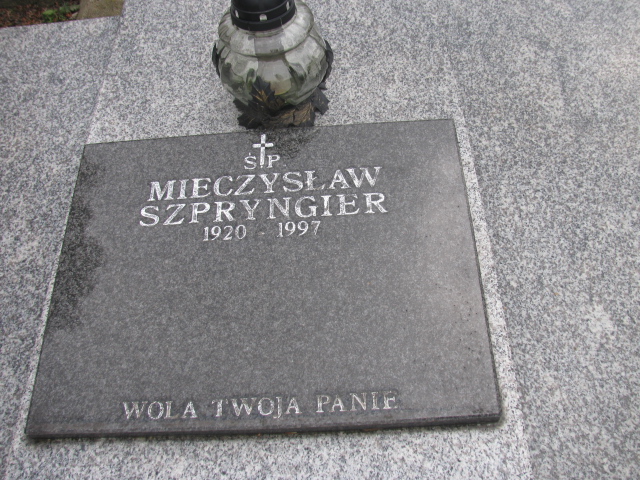 ŚP
MIECZYSŁAW
SZPRYNGIER
1920 - 1997
WOLA TWOJA PANIE